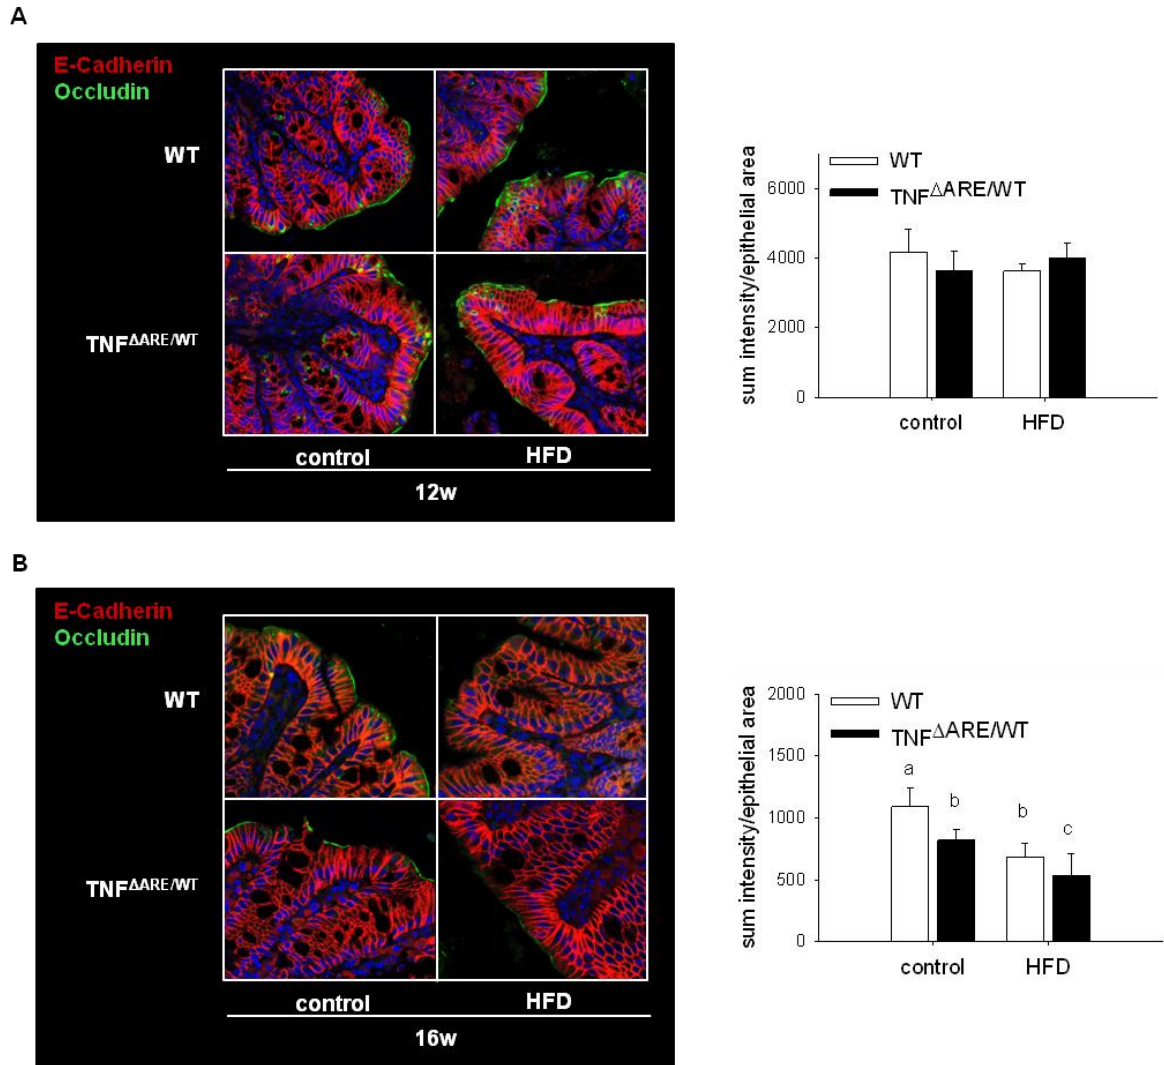 A
E-Cadherin
Occludin
WT
TNFΔARE/WT
control HFD
12w
WT
TNFΔARE/WT
sum intensity/epithelial area
6000
4000
2000
0
control HFD
B
E-Cadherin
Occludin
WT
TNFΔARE/WT
control HFD
16w
WT
TNFΔARE/WT
sum intensity/epithelial area
2000
1500
1000
500
0
a
b
b
c
control HFD